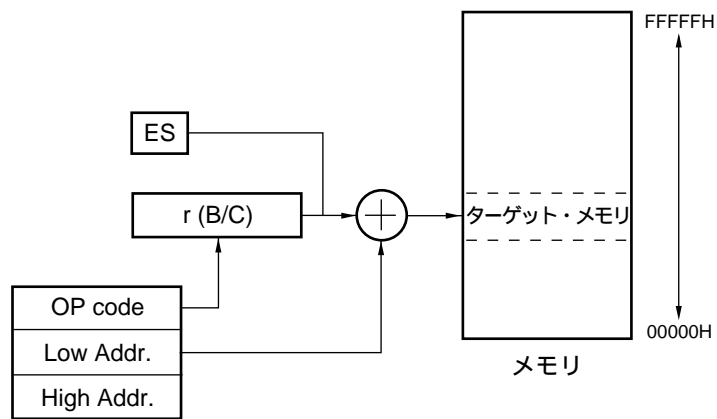 FFFFFH
ES
r (B/C)
ターゲット・メモリ
OP code
Low Addr.
High Addr.
00000H
メモリ